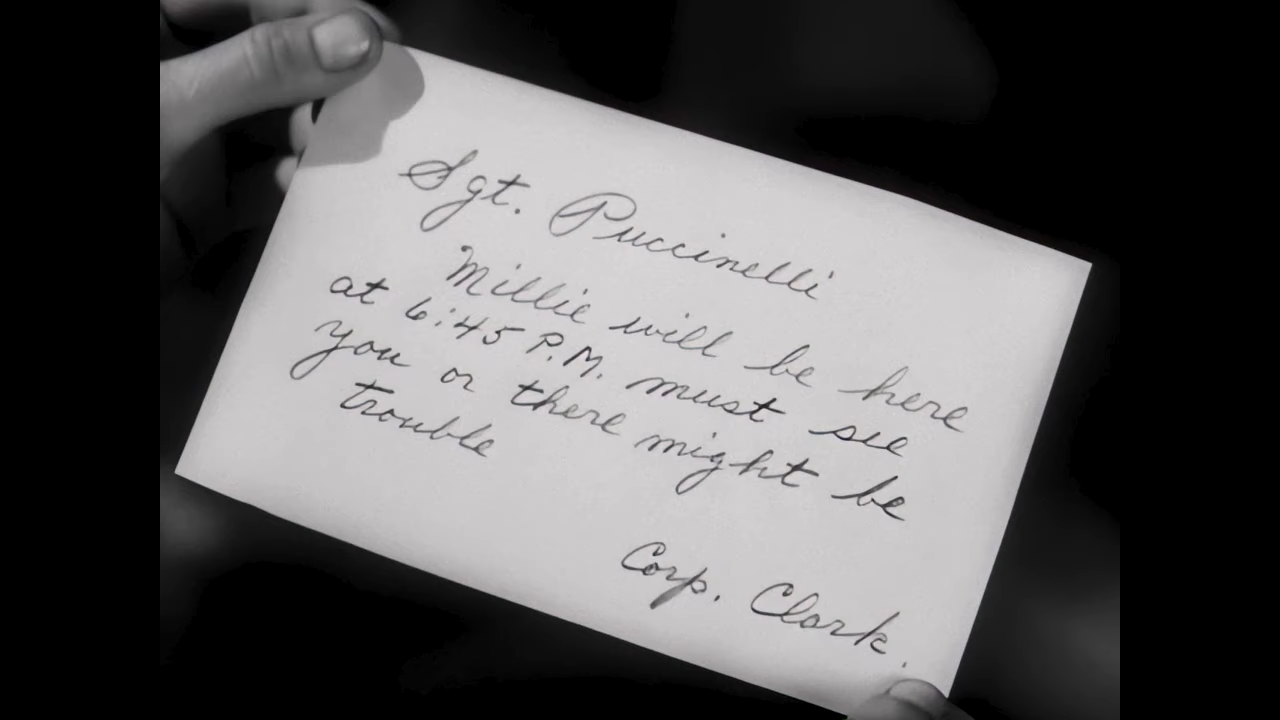 Sgt. Puccinelli
Millie will be here
at 6:45 P.M. must see
you or there might be
trouble
Corp. Clark.